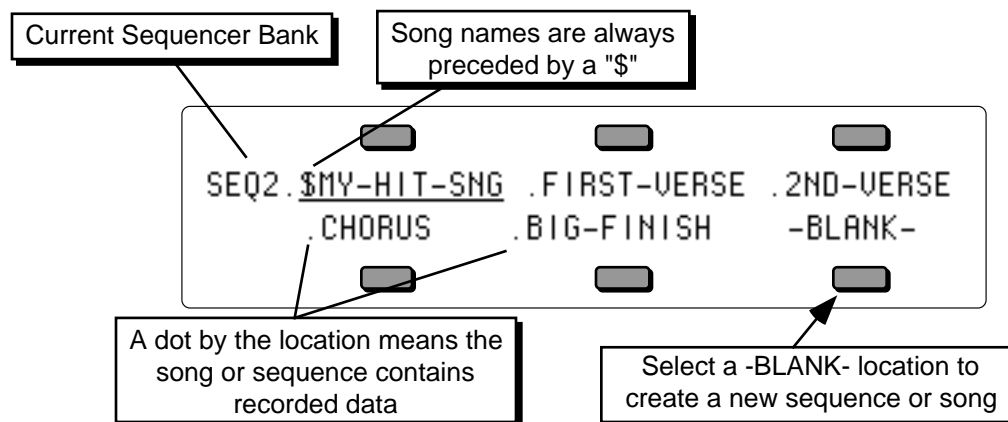 Current Sequencer Bank
Song names are always
preceded by a "$"
SEQ2.$MY-HIT-SNG .FIRST-VERSE .2ND-VERSE
.CHORUS .BIG-FINISH -BLANK-
A dot by the location means the
song or sequence contains
recorded data
Select a -BLANK- location to
create a new sequence or song